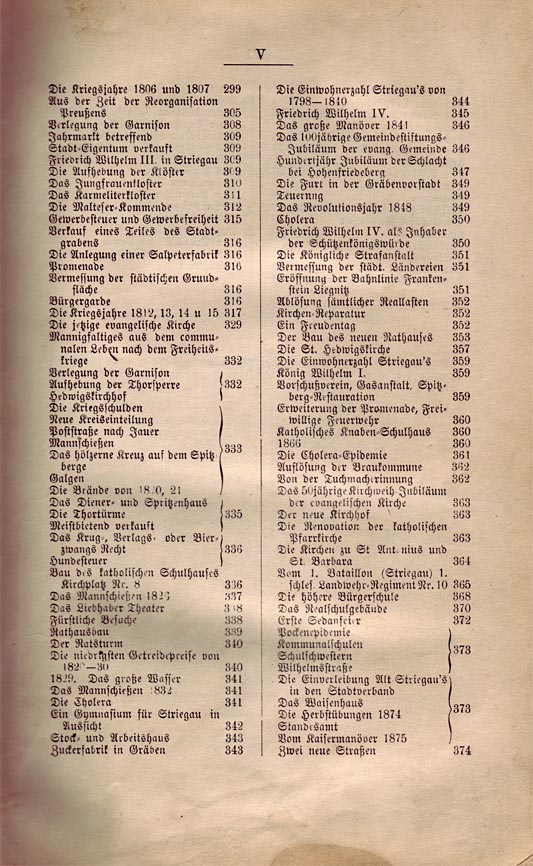 V
Die Kriegsjahre 1806 und 1807 299
Aus der Zeit der Reorganisation
Preußens 305
Verlegung der Garnison 308
Jahrmarkt betreffend 309
Stadt-Eigentum verkauft 309
Friedrich Wilhelm III. in Striegau 309
Die Aufhebung der Klöster 309
Das Jungfrauenkloster 310
Das Karmeliterkloster 311
Die Malteser-Kommende 312
Gewerbesteuer und Gewerbefreiheit 315
Verkauf eines Teiles des Stadt-
grabens 316
Die Anlegung einer Salpeterfabrik 316
Promenade 316
Vermessung der städtischen Grund-
fläche 316
Bürgergarde 316
Die Kriegsjahre 1812, 13, 14 u 15 317
Die jetzige evangelische Kirche 329
Mannigfaltiges aus dem commu-
nalen Leben nach dem Freiheits-
kriege 332
Verlegung der Garnison
Aufhebung der Thorsperre 332
Hedwigskirchhof
Die Kriegsschulden
Neue Kreiseinteilung
Poststraße nach Jauer
Mannschießen
Das hölzerne Kreuz auf dem Spitz-
berge 333
Galgen
Die Brände von 1820, 21
Das Diener- und Spritzenhaus
Die Thortürme 335
Meistbietend verkauft
Das Krug-, Verlags- oder Bier-
zwangs Recht 336
Hundesteuer
Bau des katholischen Schulhauses
Kirchplatz Nr. 8 336
Das Mannschießen 1826 337
Das Liebhaber Theater 338
Fürstliche Besuche 338
Rathausbau 339
Der Ratsturm 340
Die niedrigsten Getreidepreise von
1820—30 340
1829. Das große Wasser 341
Das Mannschießen 1832 341
Die Cholera 341
Ein Gymnasium für Striegau in
Aussicht 342
Stock- und Arbeitshaus 343
Zuckerfabrik in Gräben 343
Die Einwohnerzahl Striegau's von
1798—1840 344
Friedrich Wilhelm IV. 345
Das große Manöver 1841 346
Das 100jährige Gemeindestiftungs-
Jubiläum der evang. Gemeinde 346
Hundertjähr Jubiläum der Schlacht
bei Hohenfriedeberg 347
Die Furt in der Gräbenvorstadt 349
Teuerung 349
Das Revolutionsjahr 1848 349
Cholera 350
Friedrich Wilhelm IV. als Inhaber
der Schützenkönigswürde 350
Die Königliche Strafanstalt 351
Vermessung der städt. Ländereien 351
Eröffnung der Bahnlinie Franken-
stein Liegnitz 351
Ablösung sämtlicher Reallasten 352
Kirchen-Reparatur 352
Ein Freudentag 352
Der Bau des neuen Rathauses 353
Die St. Hedwigskirche 357
Die Einwohnerzahl Striegau's 359
König Wilhelm I. 359
Vorschußverein, Gasanstalt, Spitz-
berg-Restauration 359
Erweiterung der Promenade, Frei-
willige Feuerwehr 360
Katholisches Knaben-Schulhaus 360
1866 360
Die Cholera-Epidemie 361
Auflösung der Braukommune 362
Von der Tuchmacherinnung 362
Das 50jährige Kirchweih Jubiläum
der evangelischen Kirche 363
Der neue Kirchhof 363
Die Renovation der katholischen
Pfarrkirche 363
Die Kirchen zu St Antonius und
St. Barbara 364
Vom 1. Bataillon (Striegau) 1.
schles. Landwehr-Regiment Nr. 10 365
Die höhere Bürgerschule 368
Das Realschulgebäude 370
Erste Sedanfeier 372
Pockenepidemie
Kommunalschulen
Schulschwestern 373
Wilhelmstraße
Die Einverleibung Alt Striegau's
in den Stadtverband
Das Waisenhaus 373
Die Herbstübungen 1874
Standesamt
Vom Kaisermanöver 1875
Zwei neue Straßen 374